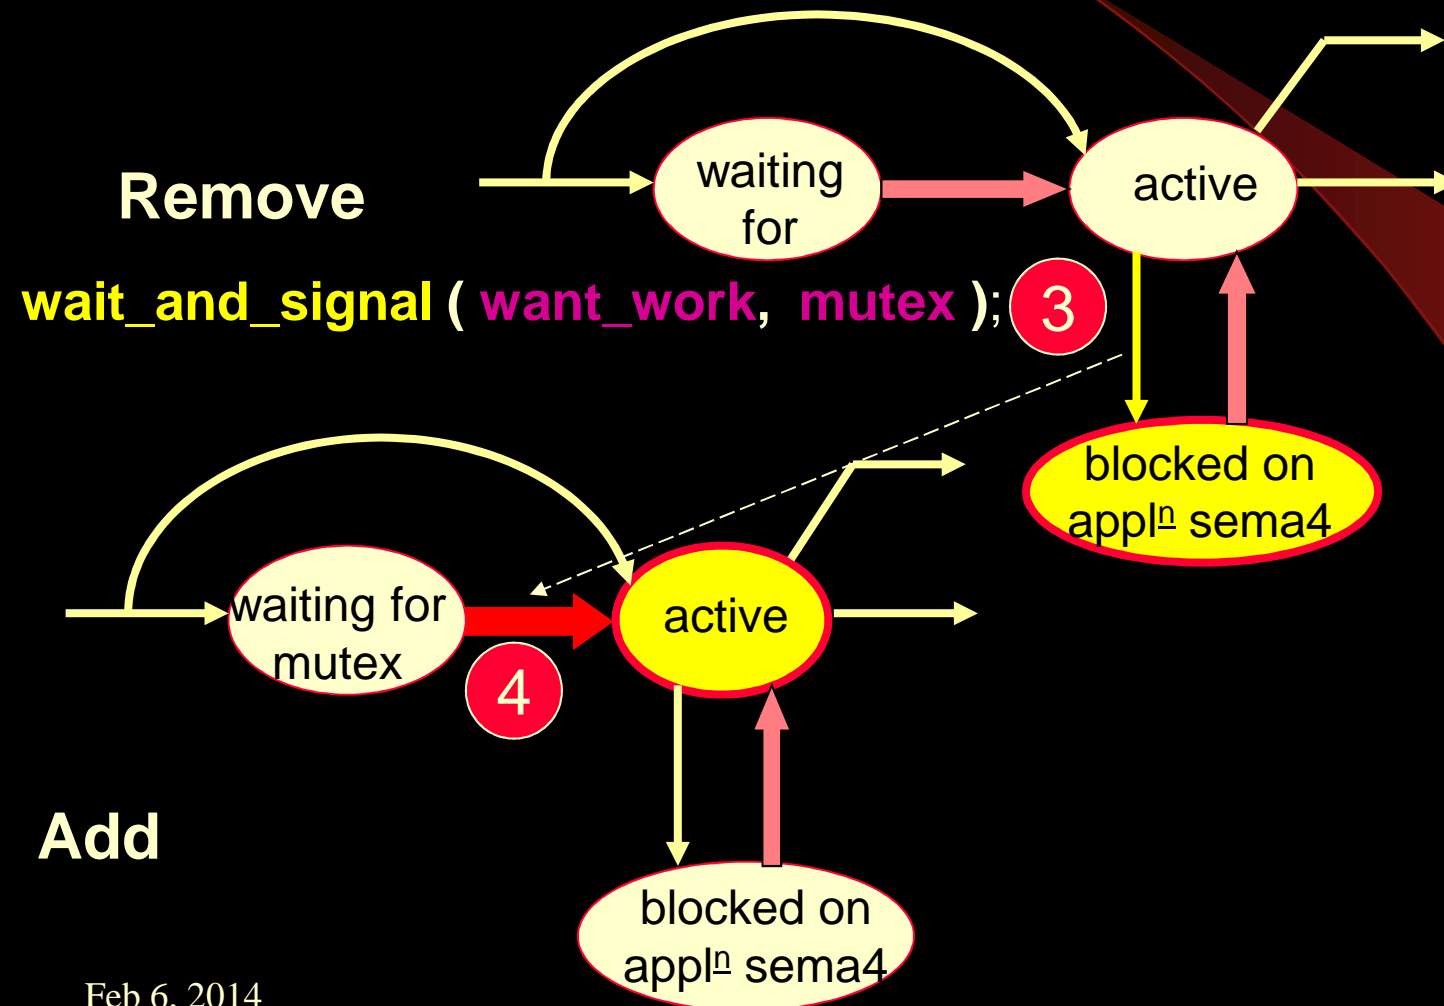 waiting
for
active
Remove
wait_and_signal ( want_work, mutex );
3
blocked on
applⁿ sema4
waiting for
mutex
active
4
Add
blocked on
applⁿ sema4
Feb 6, 2014